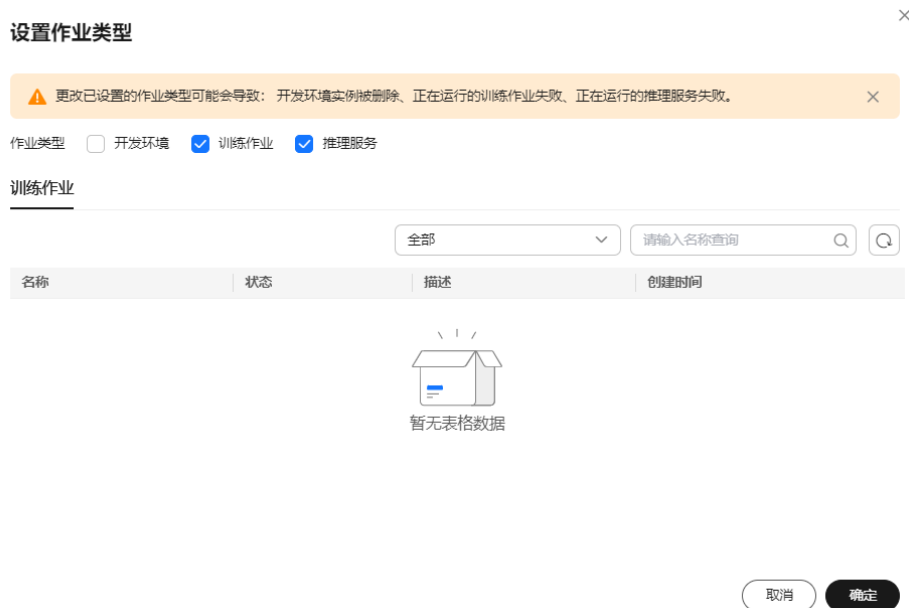 设置作业类型
更改已设置的作业类型可能会导致： 开发环境实例被删除、正在运行的训练作业失败、正在运行的推理服务失败。
作业类型 开发环境 训练作业 推理服务
训练作业
全部 请输入名称查询
名称 状态 描述 创建时间
暂无表格数据
取消 确定